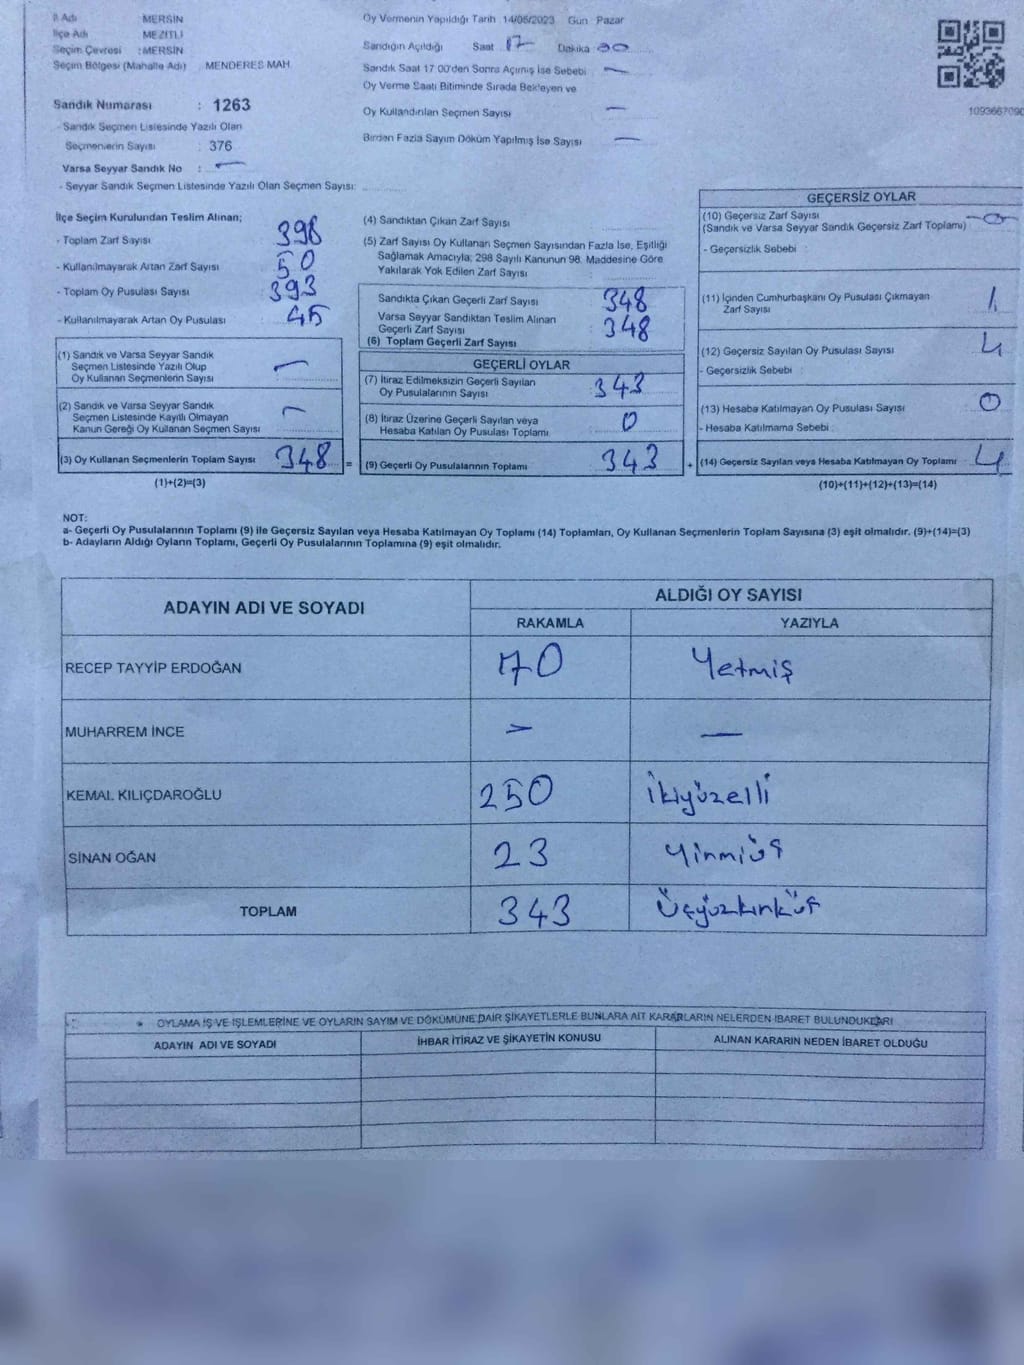 İl Adı : MERSİN
İlçe Adı : MEZİTLİ
Seçim Çevresi : MERSİN
Seçim Bölgesi (Mahalle Adı) MENDERES MAH.
Sandık Numarası : 1263
- Sandık Seçmen Listesinde Yazılı Olan
Seçmenlerin Sayısı : 376
Varsa Seyyar Sandık No : —
- Seyyar Sandık Seçmen Listesinde Yazılı Olan Seçmen Sayısı:
Oy Vermenin Yapıldığı Tarih 14/05/2023 Gün Pazar
Sandığın Açıldığı Saat 17 Dakika 30
Sandık Saat 17:00'den Sonra Açılmış İse Sebebi : —
Oy Verme Saati Bitiminde Sırada Bekleyen ve
Oy Kullandırılan Seçmen Sayısı : —
Birden Fazla Sayım Döküm Yapılmış İse Sayısı : —
1093667090
İlçe Seçim Kurulundan Teslim Alınan;
- Toplam Zarf Sayısı : 398
- Kullanılmayarak Artan Zarf Sayısı : 50
- Toplam Oy Pusulası Sayısı : 393
- Kullanılmayarak Artan Oy Pusulası : 45
(1) Sandık ve Varsa Seyyar Sandık
Seçmen Listesinde Yazılı Olup
Oy Kullanan Seçmenlerin Sayısı : —
(2) Sandık ve Varsa Seyyar Sandık
Seçmen Listesinde Kayıtlı Olmayan
Kanun Gereği Oy Kullanan Seçmen Sayısı : —
(3) Oy Kullanan Seçmenlerin Toplam Sayısı : 348 =
(1)+(2)=(3)
(4) Sandıktan Çıkan Zarf Sayısı :
(5) Zarf Sayısı Oy Kullanan Seçmen Sayısından Fazla İse, Eşitliği
Sağlamak Amacıyla; 298 Sayılı Kanunun 98. Maddesine Göre
Yakılarak Yok Edilen Zarf Sayısı :
Sandıkta Çıkan Geçerli Zarf Sayısı : 348
Varsa Seyyar Sandıktan Teslim Alınan
Geçerli Zarf Sayısı : 348
(6) Toplam Geçerli Zarf Sayısı :
GEÇERLİ OYLAR
(7) İtiraz Edilmeksizin Geçerli Sayılan
Oy Pusulalarının Sayısı : 343
(8) İtiraz Üzerine Geçerli Sayılan veya
Hesaba Katılan Oy Pusulası Toplamı : 0
(9) Geçerli Oy Pusulalarının Toplamı : 343 +
GEÇERSİZ OYLAR
(10) Geçersiz Zarf Sayısı
(Sandık ve Varsa Seyyar Sandık Geçersiz Zarf Toplamı) : 0
- Geçersizlik Sebebi :
(11) İçinden Cumhurbaşkanı Oy Pusulası Çıkmayan
Zarf Sayısı : 1
(12) Geçersiz Sayılan Oy Pusulası Sayısı : 4
- Geçersizlik Sebebi :
(13) Hesaba Katılmayan Oy Pusulası Sayısı : 0
- Hesaba Katılmama Sebebi :
(14) Geçersiz Sayılan veya Hesaba Katılmayan Oy Toplamı : 4
(10)+(11)+(12)+(13)=(14)
NOT:
a- Geçerli Oy Pusulalarının Toplamı (9) ile Geçersiz Sayılan veya Hesaba Katılmayan Oy Toplamı (14) Toplamları, Oy Kullanan Seçmenlerin Toplam Sayısına (3) eşit olmalıdır. (9)+(14)=(3)
b- Adayların Aldığı Oyların Toplamı, Geçerli Oy Pusulalarının Toplamına (9) eşit olmalıdır.
ADAYIN ADI VE SOYADI ALDIĞI OY SAYISI
RAKAMLA YAZIYLA
RECEP TAYYİP ERDOĞAN 70 Yetmiş
MUHARREM İNCE — —
KEMAL KILIÇDAROĞLU 250 İkiyüzelli
SİNAN OĞAN 23 Yirmiüç
TOPLAM 343 Üçyüzkırküç
OYLAMA İŞ VE İŞLEMLERİNE VE OYLARIN SAYIM VE DÖKÜMÜNE DAİR ŞİKAYETLERLE BUNLARA AİT KARARLARIN NELERDEN İBARET BULUNDUKLARI
ADAYIN ADI VE SOYADI İHBAR İTİRAZ VE ŞİKAYETİN KONUSU ALINAN KARARIN NEDEN İBARET OLDUĞU